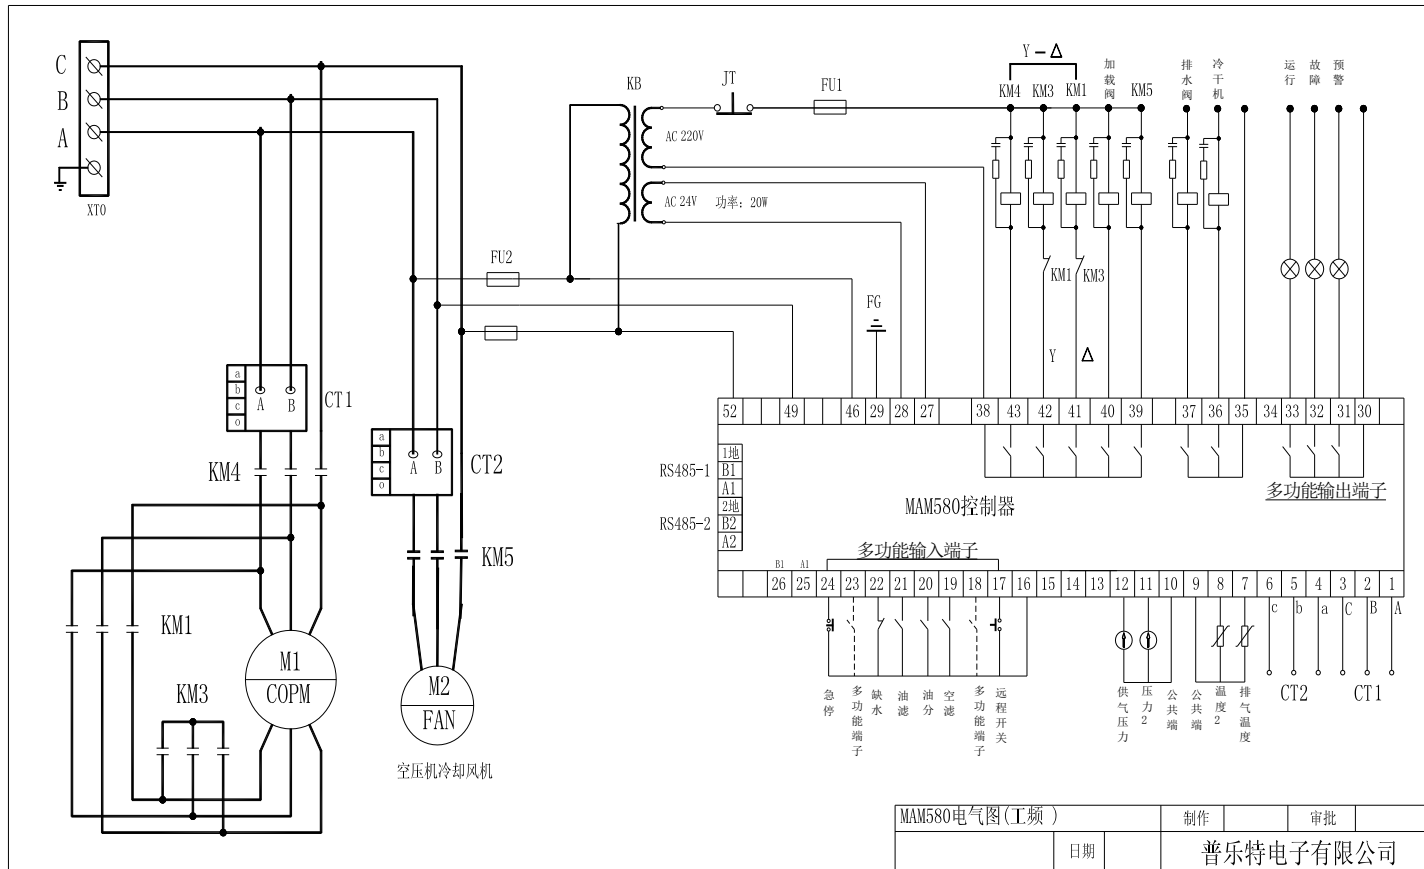 C
B
A
XT0
KB
JT
FU1
AC 220V
AC 24V
功率: 20W
Y - Δ
KM4
KM3
KM1
加载阀
KM5
排水阀
冷干机
运行
故障
预警
KM1
KM3
Y
Δ
FU2
FG
a
b
c
o
A
B
CT1
a
b
c
o
A
B
CT2
KM4
KM5
KM1
KM3
M1
COPM
M2
FAN
空压机冷却风机
52
49
46
29
28
27
38
43
42
41
40
39
37
36
35
34
33
32
31
30
RS485-1
1地
B1
A1
RS485-2
2地
B2
A2
MAM580控制器
多功能输出端子
多功能输入端子
B1
A1
26
25
24
23
22
21
20
19
18
17
16
15
14
13
12
11
10
9
8
7
6
5
4
3
2
1
c
b
a
C
B
A
CT2
CT1
急停
多功能端子
缺水
油滤
油分
空滤
多功能端子
远程开关
供气压力
压力2
公共端
公共端
温度2
排气温度
MAM580电气图(工频 )
制作
审批
日期
普乐特电子有限公司